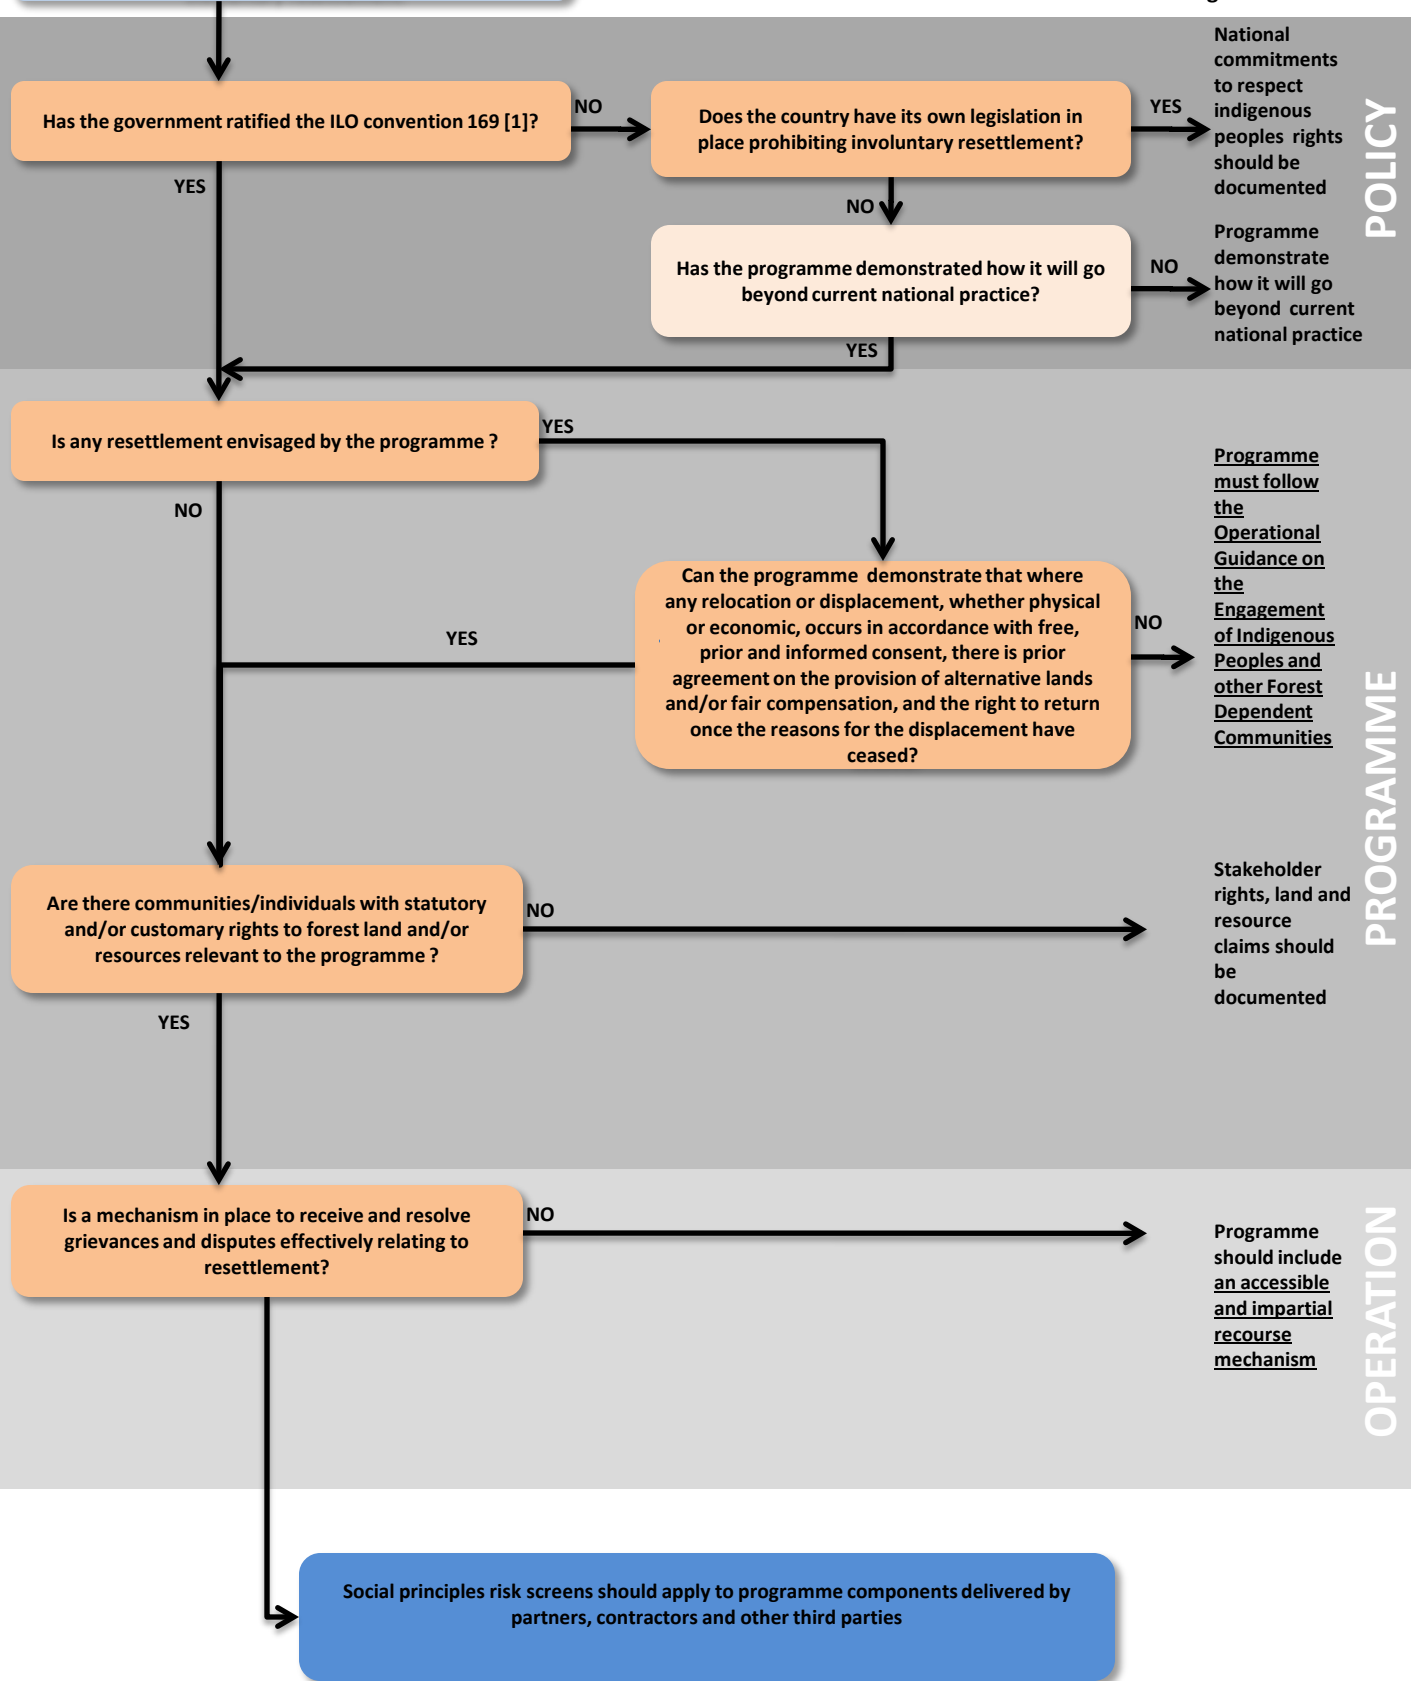 Has the government ratified the ILO convention 169 [1]?
NO
Does the country have its own legislation in
place prohibiting involuntary resettlement?
YES
National
commitments
to respect
indigenous
peoples rights
should be
documented
POLICY
YES
NO
Has the programme demonstrated how it will go
beyond current national practice?
NO
Programme
demonstrate
how it will go
beyond current
national practice
YES
Is any resettlement envisaged by the programme ?
YES
NO
Can the programme demonstrate that where
any relocation or displacement, whether physical
or economic, occurs in accordance with free,
prior and informed consent, there is prior
agreement on the provision of alternative lands
and/or fair compensation, and the right to return
once the reasons for the displacement have
ceased?
YES
NO
Programme
must follow
the
Operational
Guidance on
the
Engagement
of Indigenous
Peoples and
other Forest
Dependent
Communities
PROGRAMME
Are there communities/individuals with statutory
and/or customary rights to forest land and/or
resources relevant to the programme ?
NO
Stakeholder
rights, land and
resource
claims should
be
documented
YES
Is a mechanism in place to receive and resolve
grievances and disputes effectively relating to
resettlement?
NO
Programme
should include
an accessible
and impartial
recourse
mechanism
OPERATION
Social principles risk screens should apply to programme components delivered by
partners, contractors and other third parties